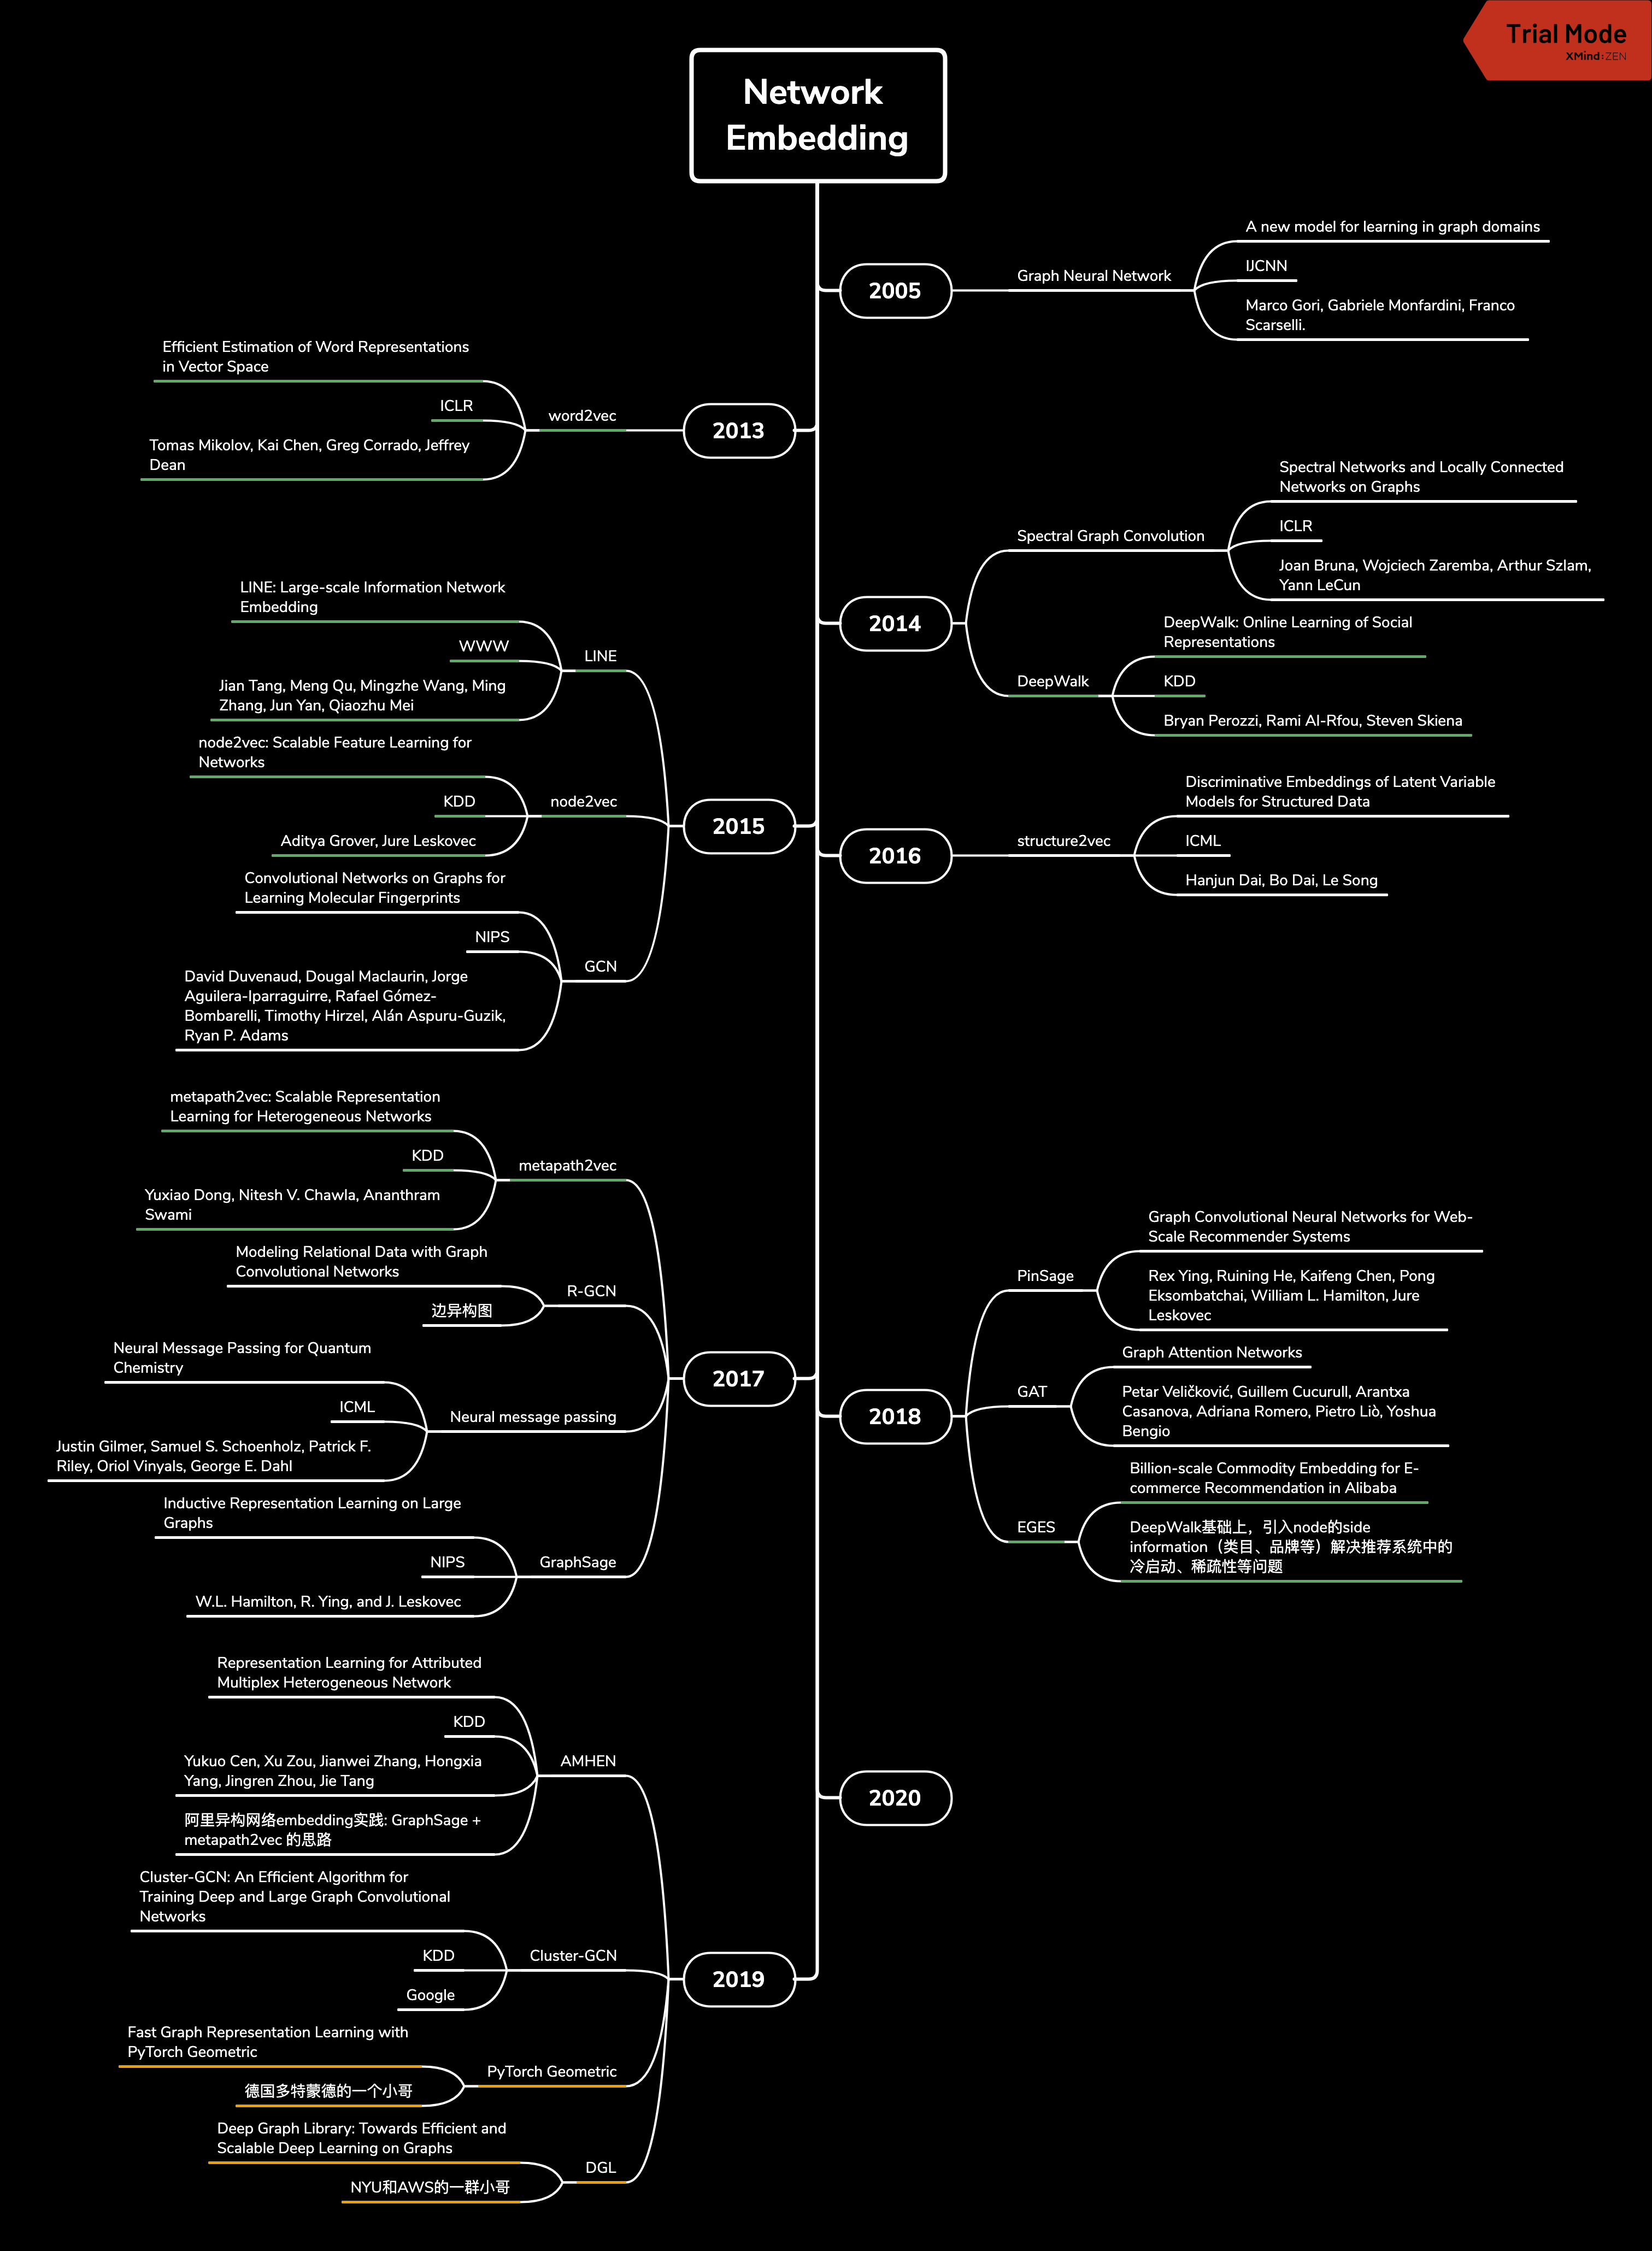 Trial Mode
XMind:ZEN
Network
Embedding
2005
Graph Neural Network
A new model for learning in graph domains
IJCNN
Marco Gori, Gabriele Monfardini, Franco
Scarselli.
2013
word2vec
Efficient Estimation of Word Representations
in Vector Space
ICLR
Tomas Mikolov, Kai Chen, Greg Corrado, Jeffrey
Dean
2014
Spectral Graph Convolution
Spectral Networks and Locally Connected
Networks on Graphs
ICLR
Joan Bruna, Wojciech Zaremba, Arthur Szlam,
Yann LeCun
DeepWalk
DeepWalk: Online Learning of Social
Representations
KDD
Bryan Perozzi, Rami Al-Rfou, Steven Skiena
2015
LINE
LINE: Large-scale Information Network
Embedding
WWW
Jian Tang, Meng Qu, Mingzhe Wang, Ming
Zhang, Jun Yan, Qiaozhu Mei
node2vec
node2vec: Scalable Feature Learning for
Networks
KDD
Aditya Grover, Jure Leskovec
GCN
Convolutional Networks on Graphs for
Learning Molecular Fingerprints
NIPS
David Duvenaud, Dougal Maclaurin, Jorge
Aguilera-Iparraguirre, Rafael Gómez-
Bombarelli, Timothy Hirzel, Alán Aspuru-Guzik,
Ryan P. Adams
2016
structure2vec
Discriminative Embeddings of Latent Variable
Models for Structured Data
ICML
Hanjun Dai, Bo Dai, Le Song
2017
metapath2vec
metapath2vec: Scalable Representation
Learning for Heterogeneous Networks
KDD
Yuxiao Dong, Nitesh V. Chawla, Ananthram
Swami
R-GCN
Modeling Relational Data with Graph
Convolutional Networks
边异构图
Neural message passing
Neural Message Passing for Quantum
Chemistry
ICML
Justin Gilmer, Samuel S. Schoenholz, Patrick F.
Riley, Oriol Vinyals, George E. Dahl
GraphSage
Inductive Representation Learning on Large
Graphs
NIPS
W.L. Hamilton, R. Ying, and J. Leskovec
2018
PinSage
Graph Convolutional Neural Networks for Web-
Scale Recommender Systems
Rex Ying, Ruining He, Kaifeng Chen, Pong
Eksombatchai, William L. Hamilton, Jure
Leskovec
GAT
Graph Attention Networks
Petar Veličković, Guillem Cucurull, Arantxa
Casanova, Adriana Romero, Pietro Liò, Yoshua
Bengio
EGES
Billion-scale Commodity Embedding for E-
commerce Recommendation in Alibaba
DeepWalk基础上，引入node的side
information（类目、品牌等）解决推荐系统中的
冷启动、稀疏性等问题
2019
AMHEN
Representation Learning for Attributed
Multiplex Heterogeneous Network
KDD
Yukuo Cen, Xu Zou, Jianwei Zhang, Hongxia
Yang, Jingren Zhou, Jie Tang
阿里异构网络embedding实践: GraphSage +
metapath2vec 的思路
Cluster-GCN
Cluster-GCN: An Efficient Algorithm for
Training Deep and Large Graph Convolutional
Networks
KDD
Google
PyTorch Geometric
Fast Graph Representation Learning with
PyTorch Geometric
德国多特蒙德的一个小哥
DGL
Deep Graph Library: Towards Efficient and
Scalable Deep Learning on Graphs
NYU和AWS的一群小哥
2020